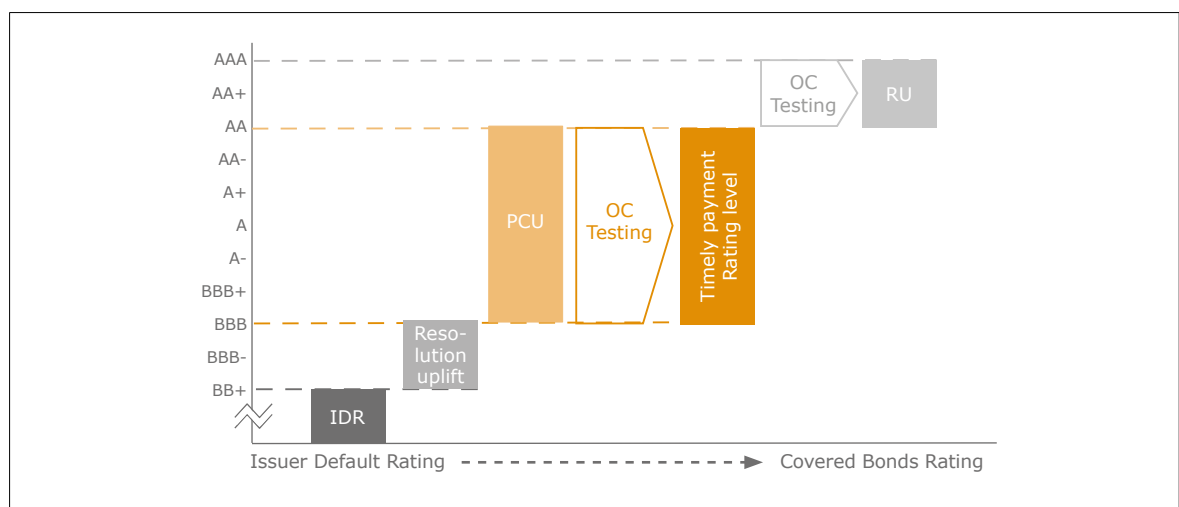 AAA
AA+
AA
AA-
A+
A
A-
BBB+
BBB
BBB-
BB+
IDR
Reso-
lution
uplift
PCU
OC
Testing
Timely payment
Rating level
OC
Testing
RU
Issuer Default Rating
Covered Bonds Rating